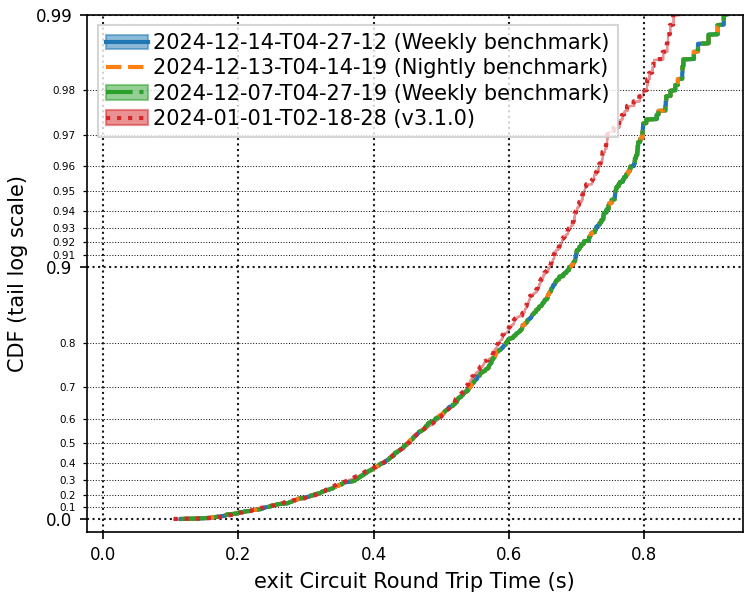 0.99
2024-12-14-T04-27-12 (Weekly benchmark)
2024-12-13-T04-14-19 (Nightly benchmark)
2024-12-07-T04-27-19 (Weekly benchmark)
2024-01-01-T02-18-28 (v3.1.0)
0.98
0.97
0.96
0.95
0.94
0.93
0.92
0.91
0.9
0.8
0.7
0.6
0.5
0.4
0.3
0.2
0.1
0.0
CDF (tail log scale)
0.0 0.2 0.4 0.6 0.8
exit Circuit Round Trip Time (s)